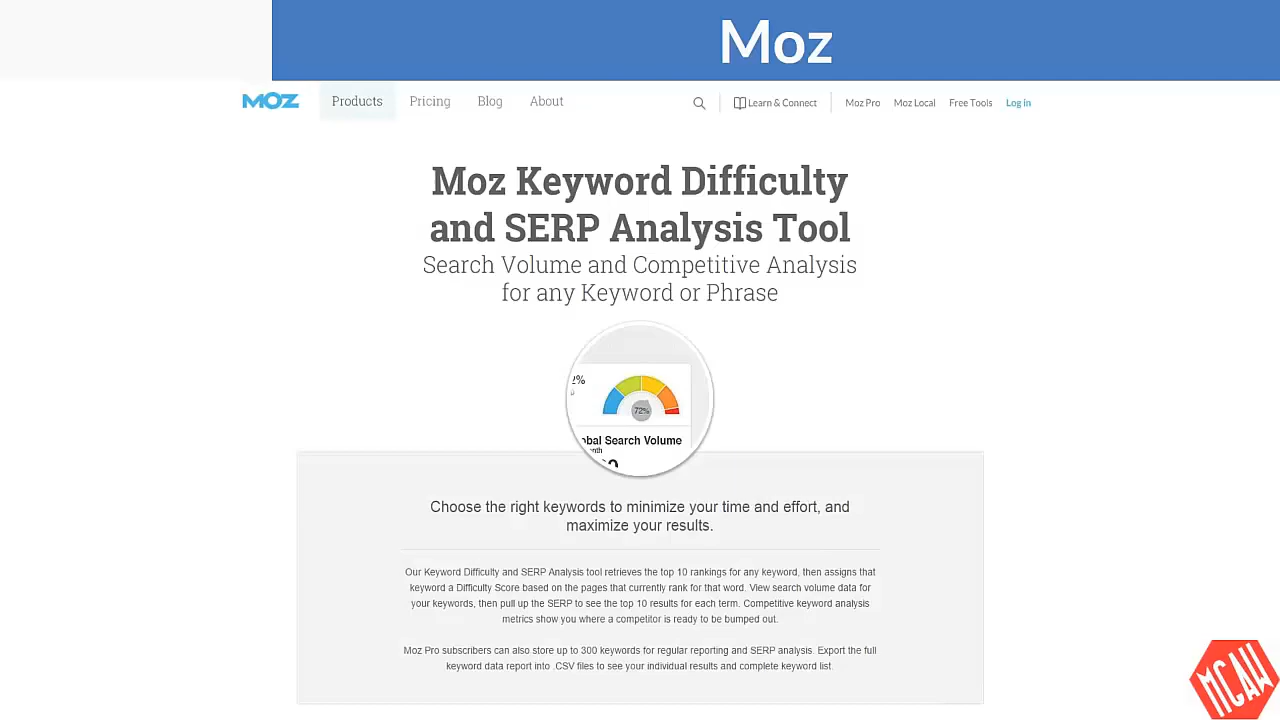 Moz
MOZ Products Pricing Blog About Learn & Connect Moz Pro Moz Local Free Tools Log in
Moz Keyword Difficulty
and SERP Analysis Tool
Search Volume and Competitive Analysis
for any Keyword or Phrase
72%
Search Volume
Choose the right keywords to minimize your time and effort, and
maximize your results.
Our Keyword Difficulty and SERP Analysis tool retrieves the top 10 rankings for any keyword, then assigns that
keyword a Difficulty Score based on the pages that currently rank for that word. View search volume data for
your keywords, then pull up the SERP to see the top 10 results for each term. Competitive keyword analysis
metrics show you where a competitor is ready to be bumped out.
Moz Pro subscribers can also store up to 300 keywords for regular reporting and SERP analysis. Export the full
keyword data report into .CSV files to see your individual results and complete keyword list.
MCAW